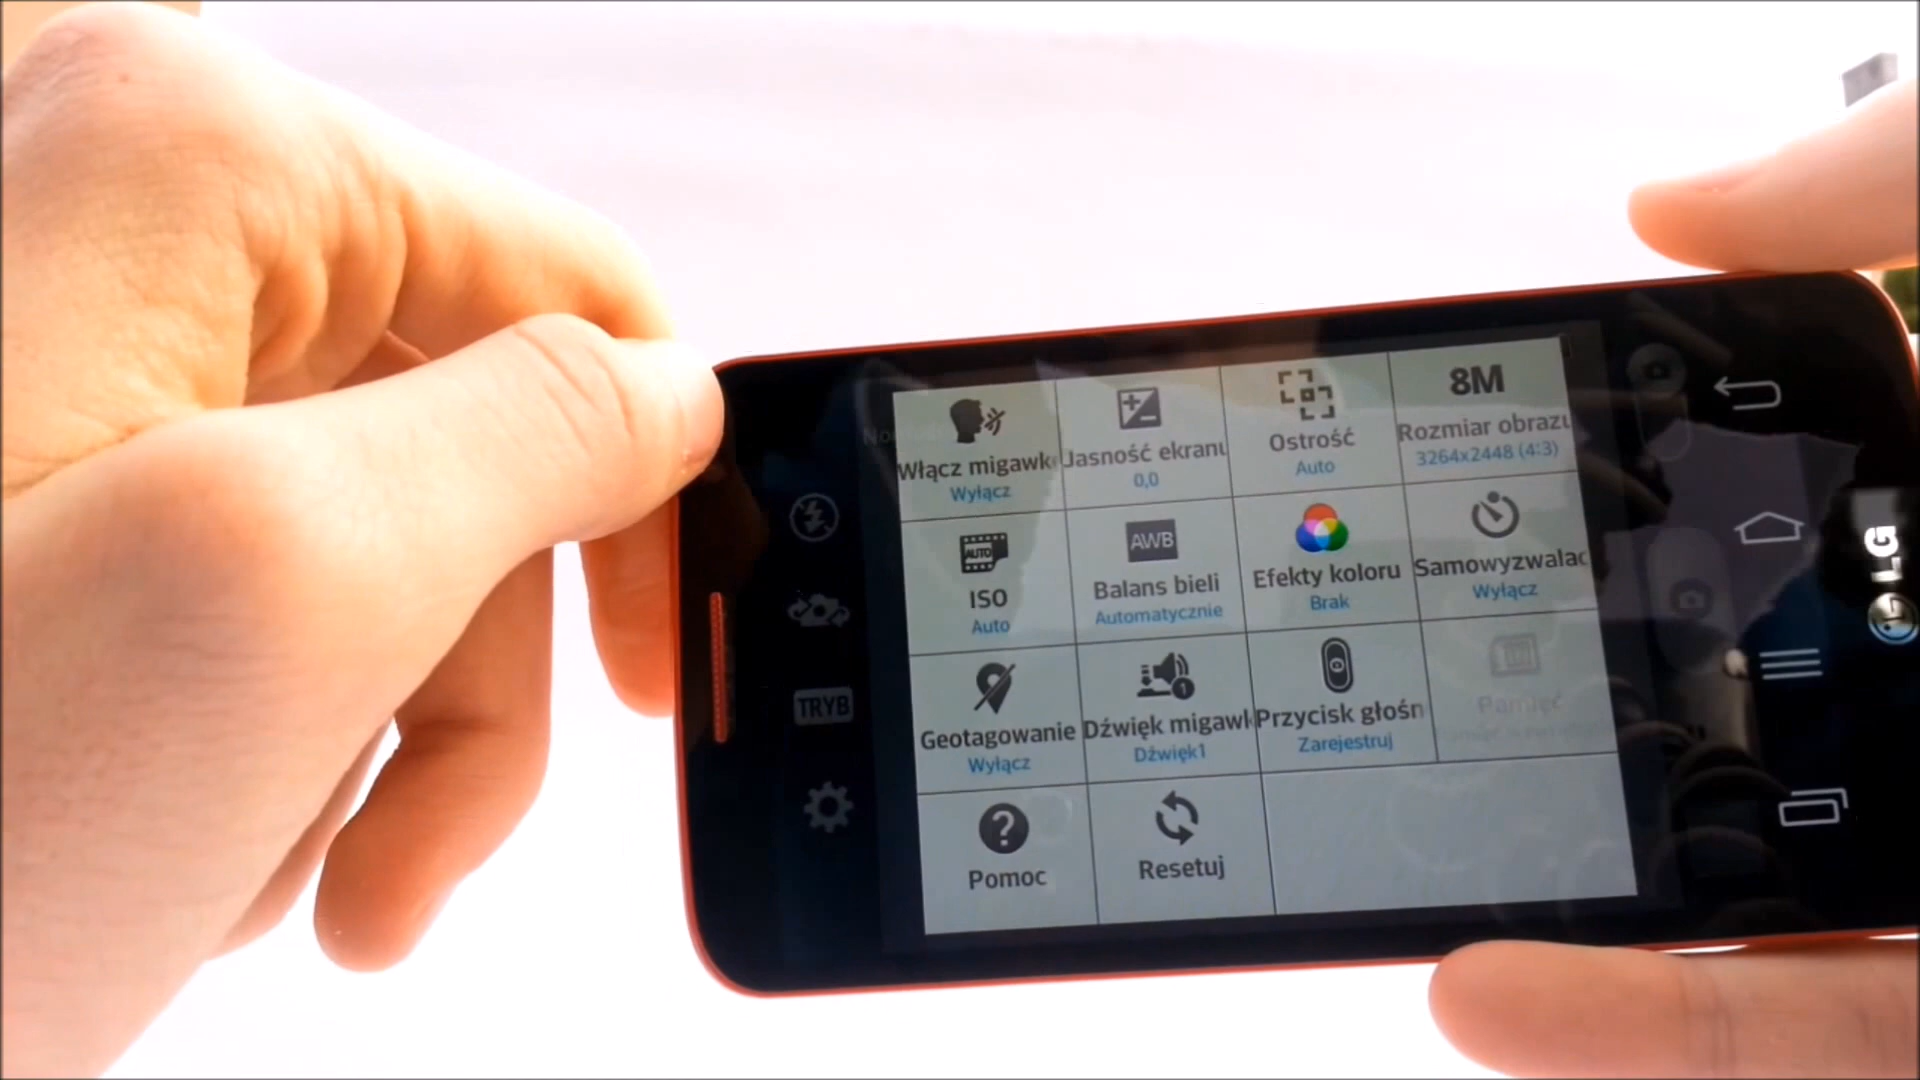 Włącz migawk
Wyłącz
Jasność ekranu
0,0
Ostrość
Auto
8M
Rozmiar obrazu
3264x2448 (4:3)
AUTO
ISO
Auto
AWB
Balans bieli
Automatycznie
Efekty koloru
Brak
Samowyzwalac
Wyłącz
Geotagowanie
Wyłącz
1
Dźwięk migawk
Dźwięk1
Przycisk głośn
Zarejestruj
Pamięć
?
Pomoc
Resetuj
TRYB
LG